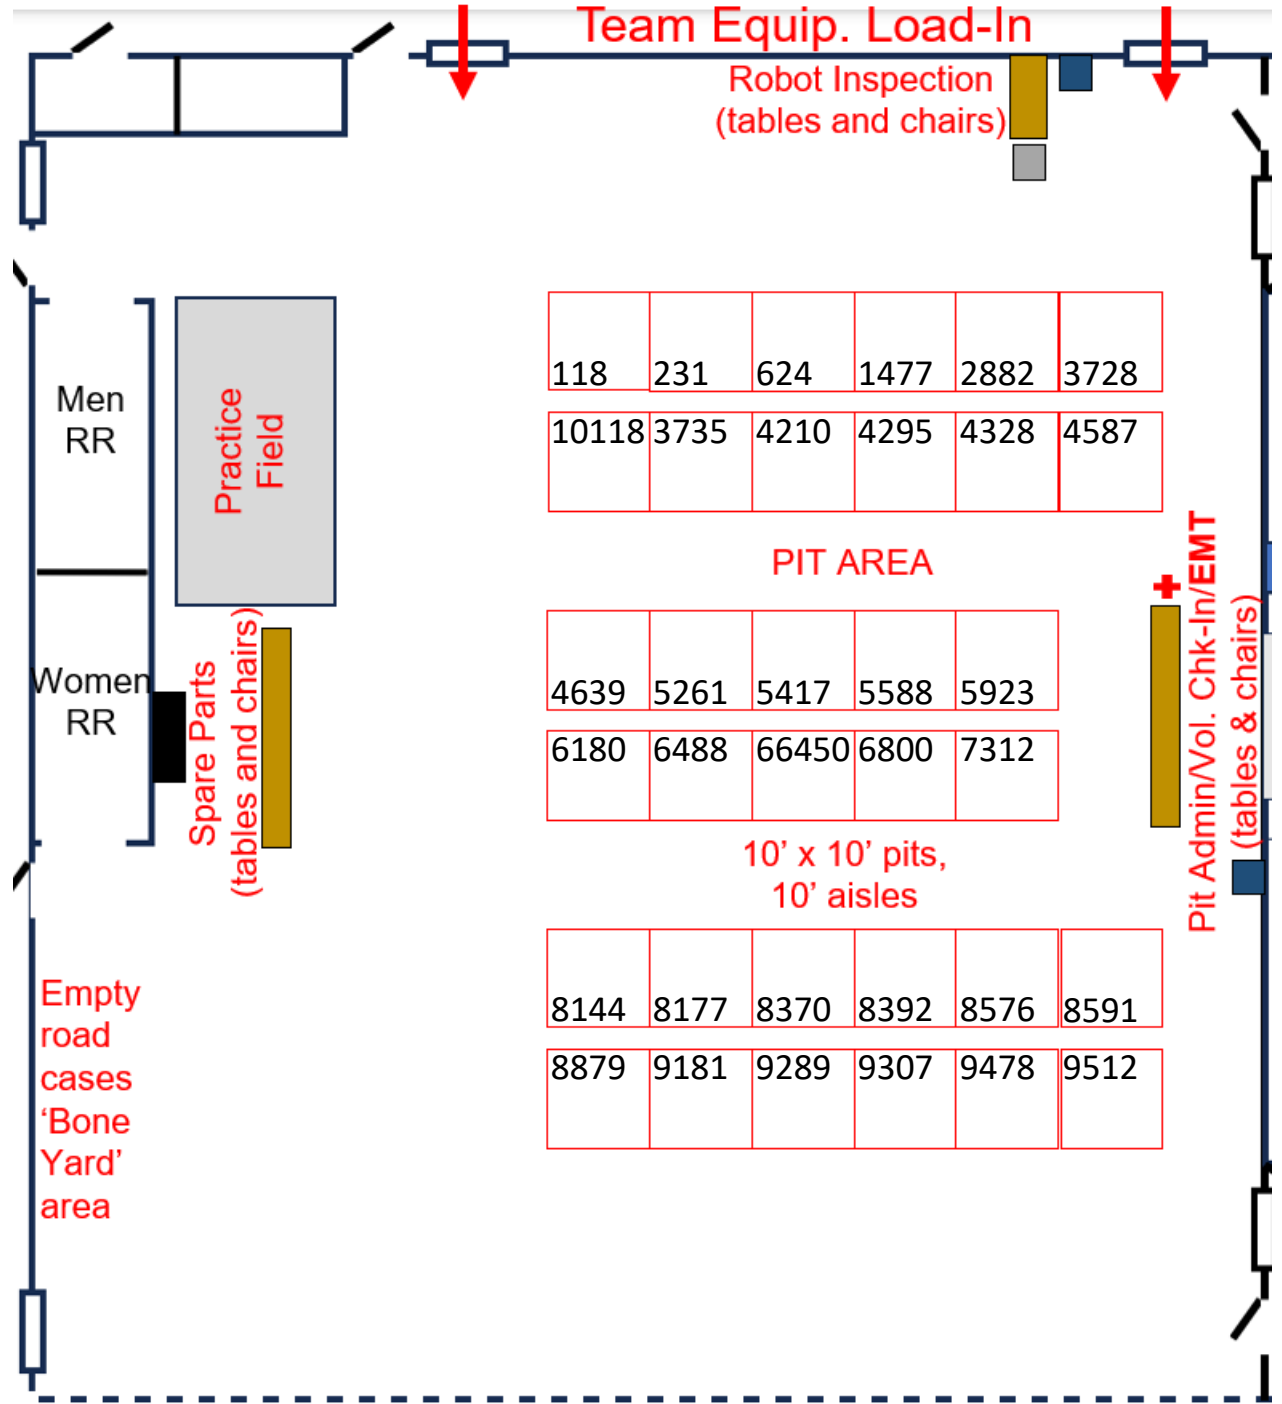 Team Equip. Load-In
Robot Inspection
(tables and chairs)
Men
RR
Practice
Field
118 231 624 1477 2882 3728
10118 3735 4210 4295 4328 4587
PIT AREA
Women
RR
Spare Parts
(tables and chairs)
4639 5261 5417 5588 5923
6180 6488 66450 6800 7312
Pit Admin/Vol. Chk-In/EMT
(tables & chairs)
10’ x 10’ pits,
10’ aisles
Empty
road
cases
‘Bone
Yard’
area
8144 8177 8370 8392 8576 8591
8879 9181 9289 9307 9478 9512